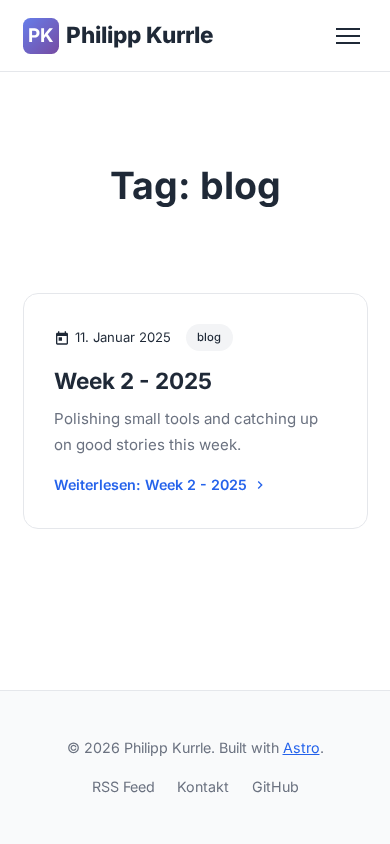 PK Philipp Kurrle
Tag: blog
11. Januar 2025 blog
Week 2 - 2025
Polishing small tools and catching up
on good stories this week.
Weiterlesen: Week 2 - 2025
© 2026 Philipp Kurrle. Built with Astro.
RSS Feed Kontakt GitHub